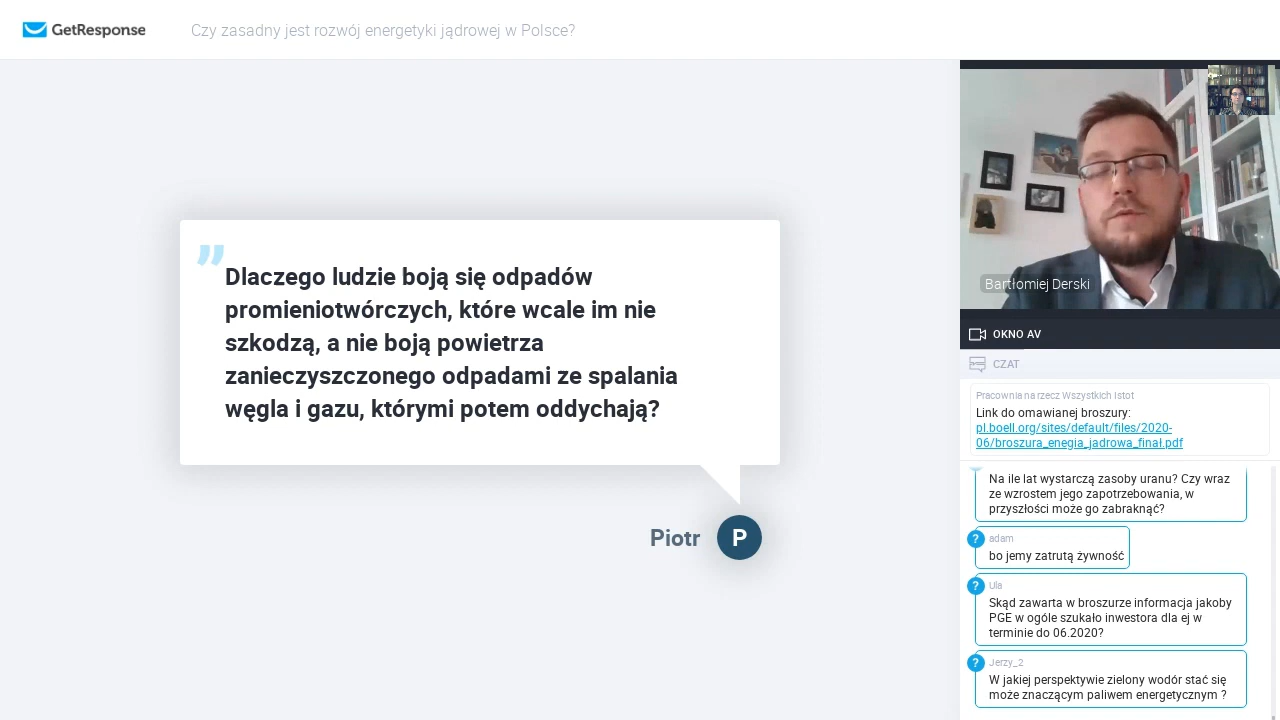 GetResponse
Czy zasadny jest rozwój energetyki jądrowej w Polsce?
Dlaczego ludzie boją się odpadów
promieniotwórczych, które wcale im nie
szkodzą, a nie boją powietrza
zanieczyszczonego odpadami ze spalania
węgla i gazu, którymi potem oddychają?
Piotr
P
Bartłomiej Derski
OKNO AV
CZAT
Pracownia na rzecz Wszystkich Istot
Link do omawianej broszury:
pl.boell.org/sites/default/files/2020-
06/broszura_enegia_jadrowa_finał.pdf
Na ile lat wystarczą zasoby uranu? Czy wraz
ze wzrostem jego zapotrzebowania, w
przyszłości może go zabraknąć?
? adam
bo jemy zatrutą żywność
? Ula
Skąd zawarta w broszurze informacja jakoby
PGE w ogóle szukało inwestora dla ej w
terminie do 06.2020?
? Jerzy_2
W jakiej perspektywie zielony wodór stać się
może znaczącym paliwem energetycznym ?